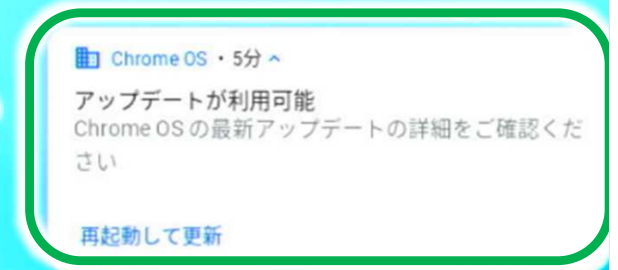 Chrome OS・5分
アップデートが利用可能
Chrome OS の最新アップデートの詳細をご確認くだ
さい
再起動して更新